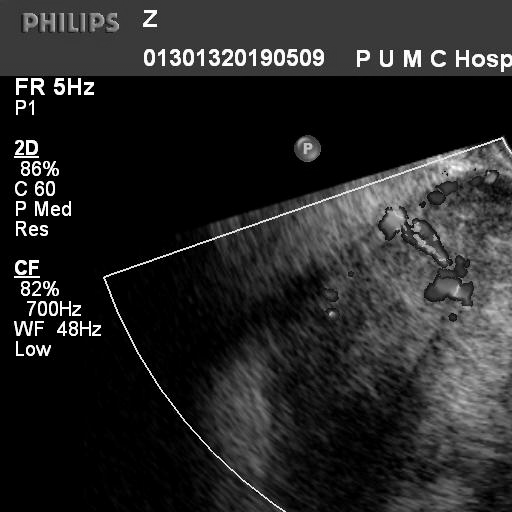 PHILIPS
Z
01301320190509 P U M C Hosp
FR 5Hz
P1
P
2D
86%
C 60
P Med
Res
CF
82%
700Hz
WF 48Hz
Low